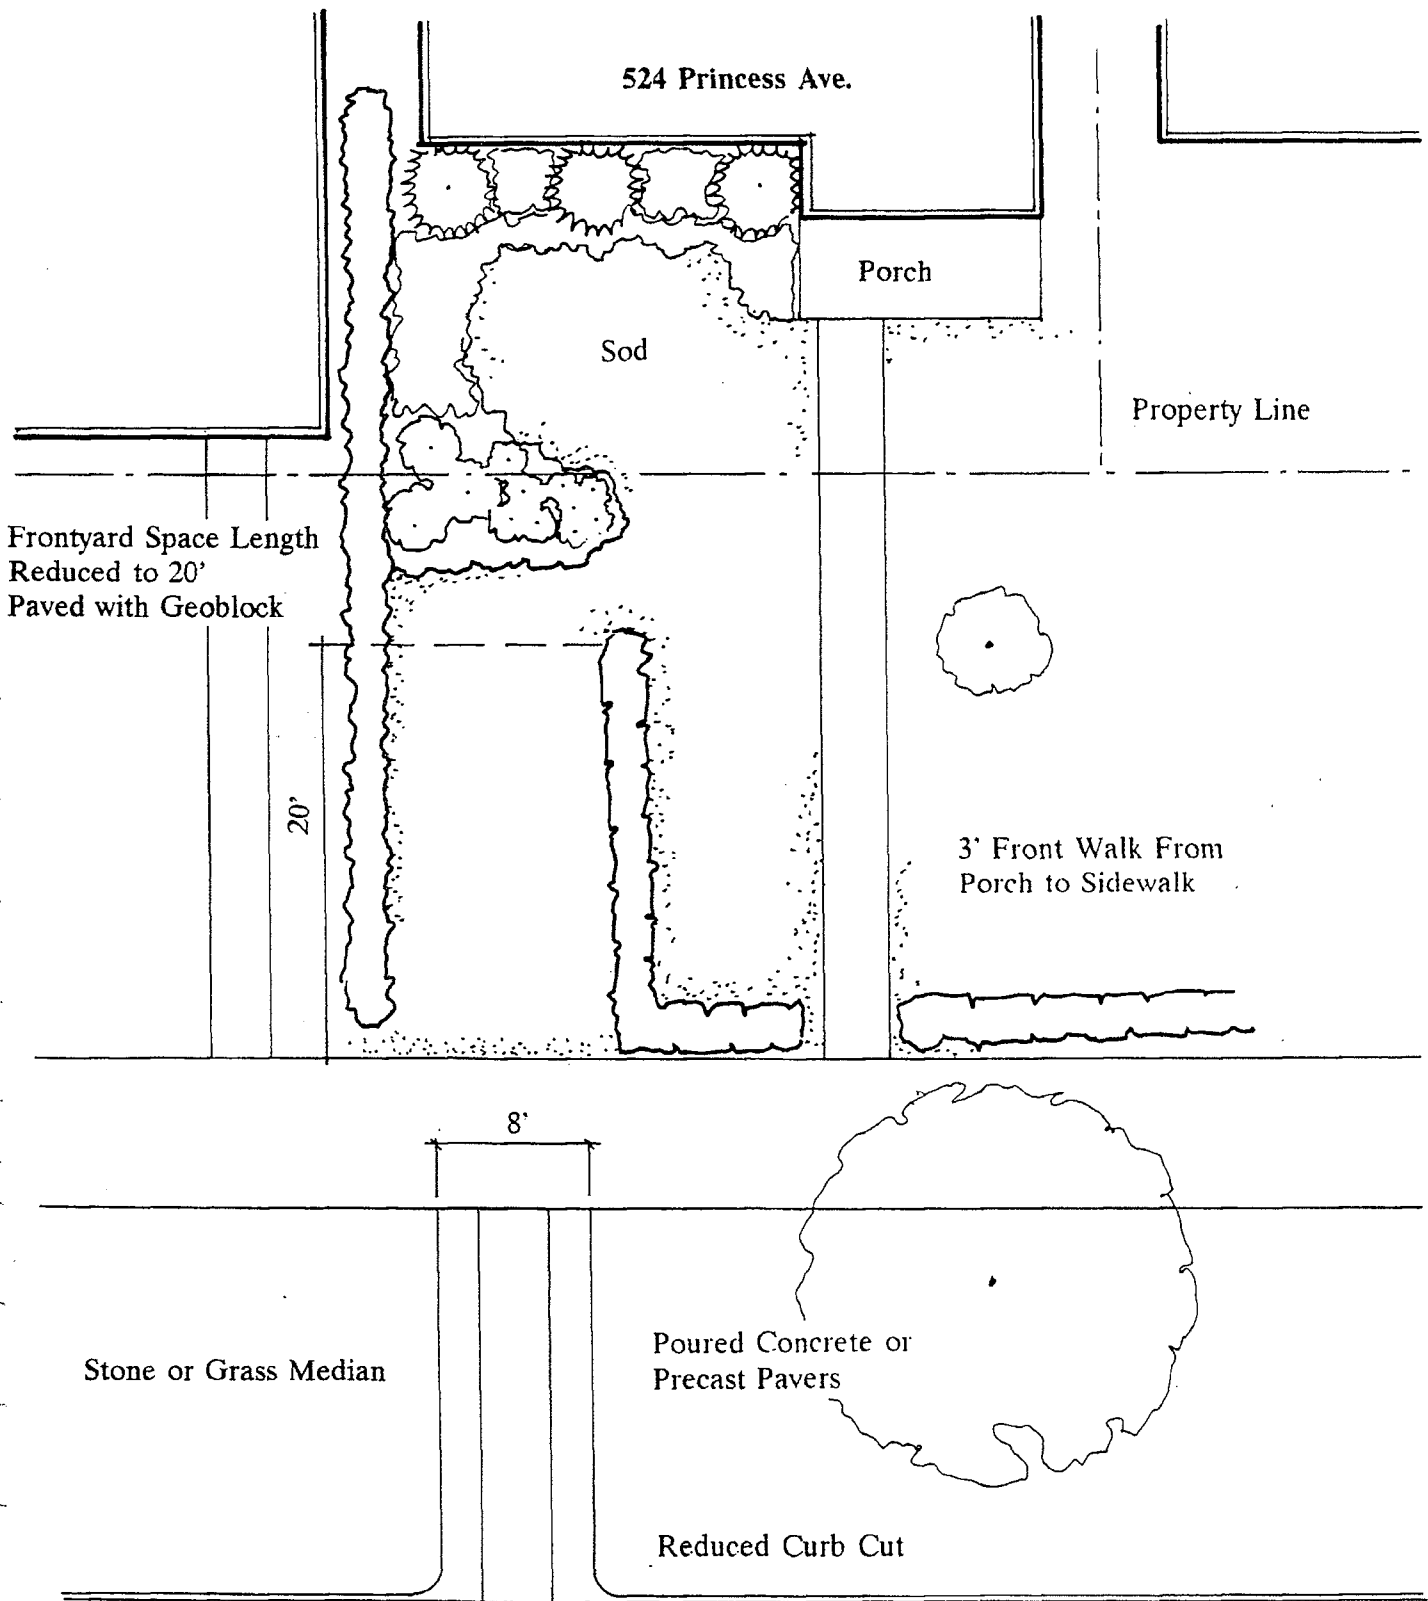 524 Princess Ave.
Porch
Sod
Property Line
Frontyard Space Length
Reduced to 20'
Paved with Geoblock
20'
3' Front Walk From
Porch to Sidewalk
8'
Poured Concrete or
Precast Pavers
Stone or Grass Median
Reduced Curb Cut